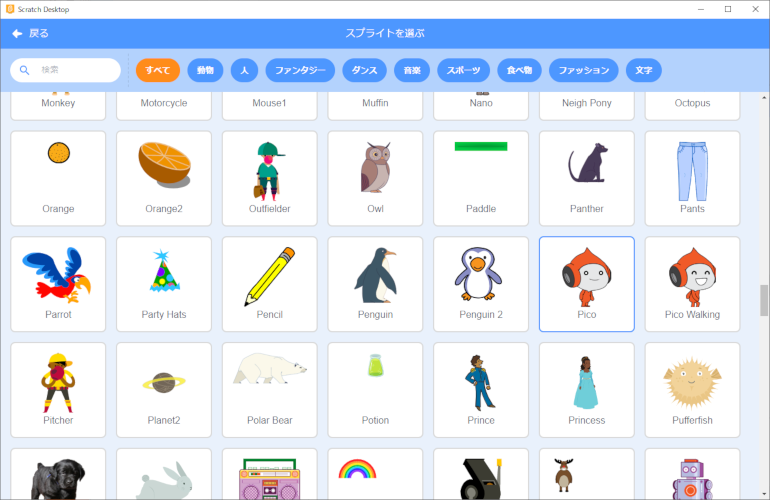 Scratch Desktop
戻る
スプライトを選ぶ
検索
すべて
動物
人
ファンタジー
ダンス
音楽
スポーツ
食べ物
ファッション
文字
Monkey
Motorcycle
Mouse1
Muffin
Nano
Neigh Pony
Octopus
Orange
Orange2
Outfielder
Owl
Paddle
Panther
Pants
Parrot
Party Hats
Pencil
Penguin
Penguin 2
Pico
Pico Walking
Pitcher
Planet2
Polar Bear
Potion
Prince
Princess
Pufferfish